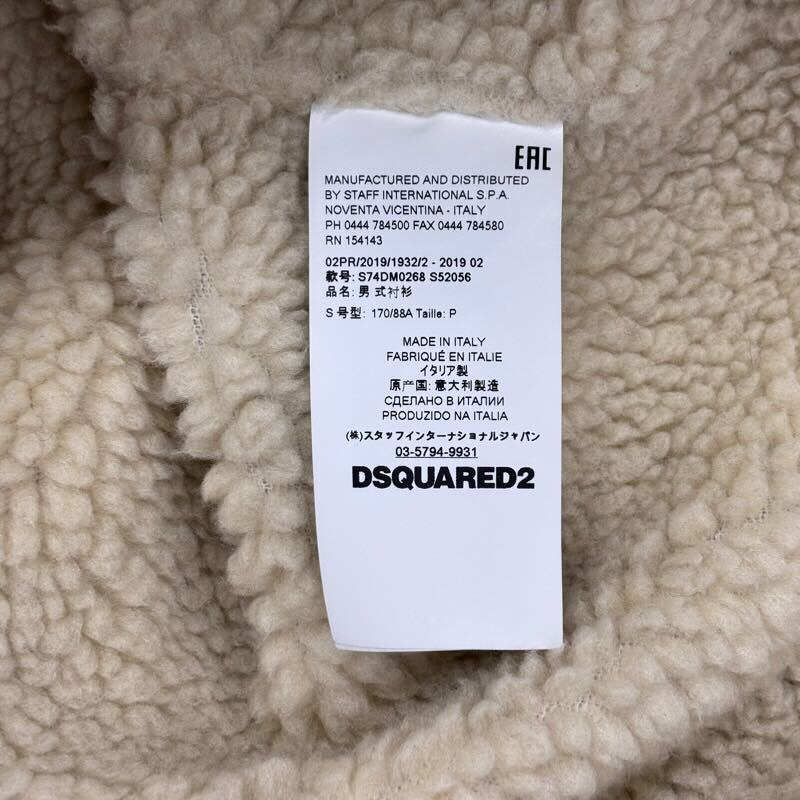 EAC
MANUFACTURED AND DISTRIBUTED
BY STAFF INTERNATIONAL S.P.A.
NOVENTA VICENTINA - ITALY
PH 0444 784500 FAX 0444 784580
RN 154143
02PR/2019/1932/2 - 2019 02
款号: S74DM0268 S52056
品名: 男 式衬衫
S 号型: 170/88A Taille: P
MADE IN ITALY
FABRIQUÉ EN ITALIE
イタリア製
原产国: 意大利製造
СДЕЛАНО В ИТАЛИИ
PRODUZIDO NA ITALIA
(株)スタッフインターナショナルジャパン
03-5794-9931
DSQUARED2